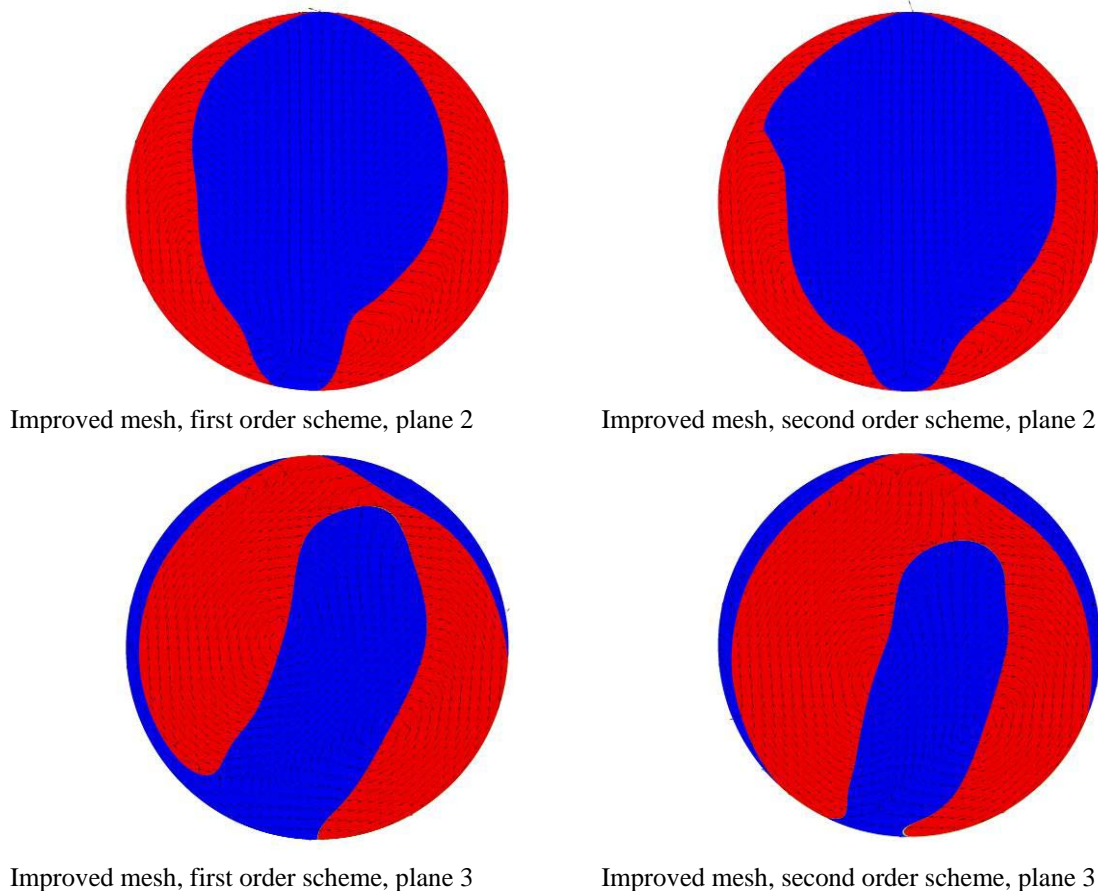 Improved mesh, first order scheme, plane 2
Improved mesh, second order scheme, plane 2
Improved mesh, first order scheme, plane 3
Improved mesh, second order scheme, plane 3